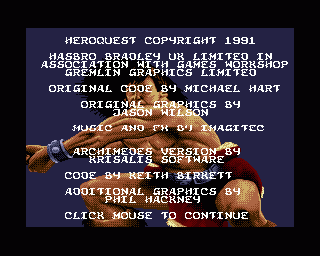 HEROQUEST COPYRIGHT 1991
HASBRO BRADLEY UK LIMITED IN
ASSOCIATION WITH GAMES WORKSHOP
GREMLIN GRAPHICS LIMITED
ORIGINAL CODE BY MICHAEL HART
ORIGINAL GRAPHICS BY
JASON WILSON
MUSIC AND FX BY IMAGITEC
ARCHIMEDES VERSION BY
KRISALIS SOFTWARE
CODE BY KEITH BIRKETT
ADDITIONAL GRAPHICS BY
PHIL HACKNEY
CLICK MOUSE TO CONTINUE